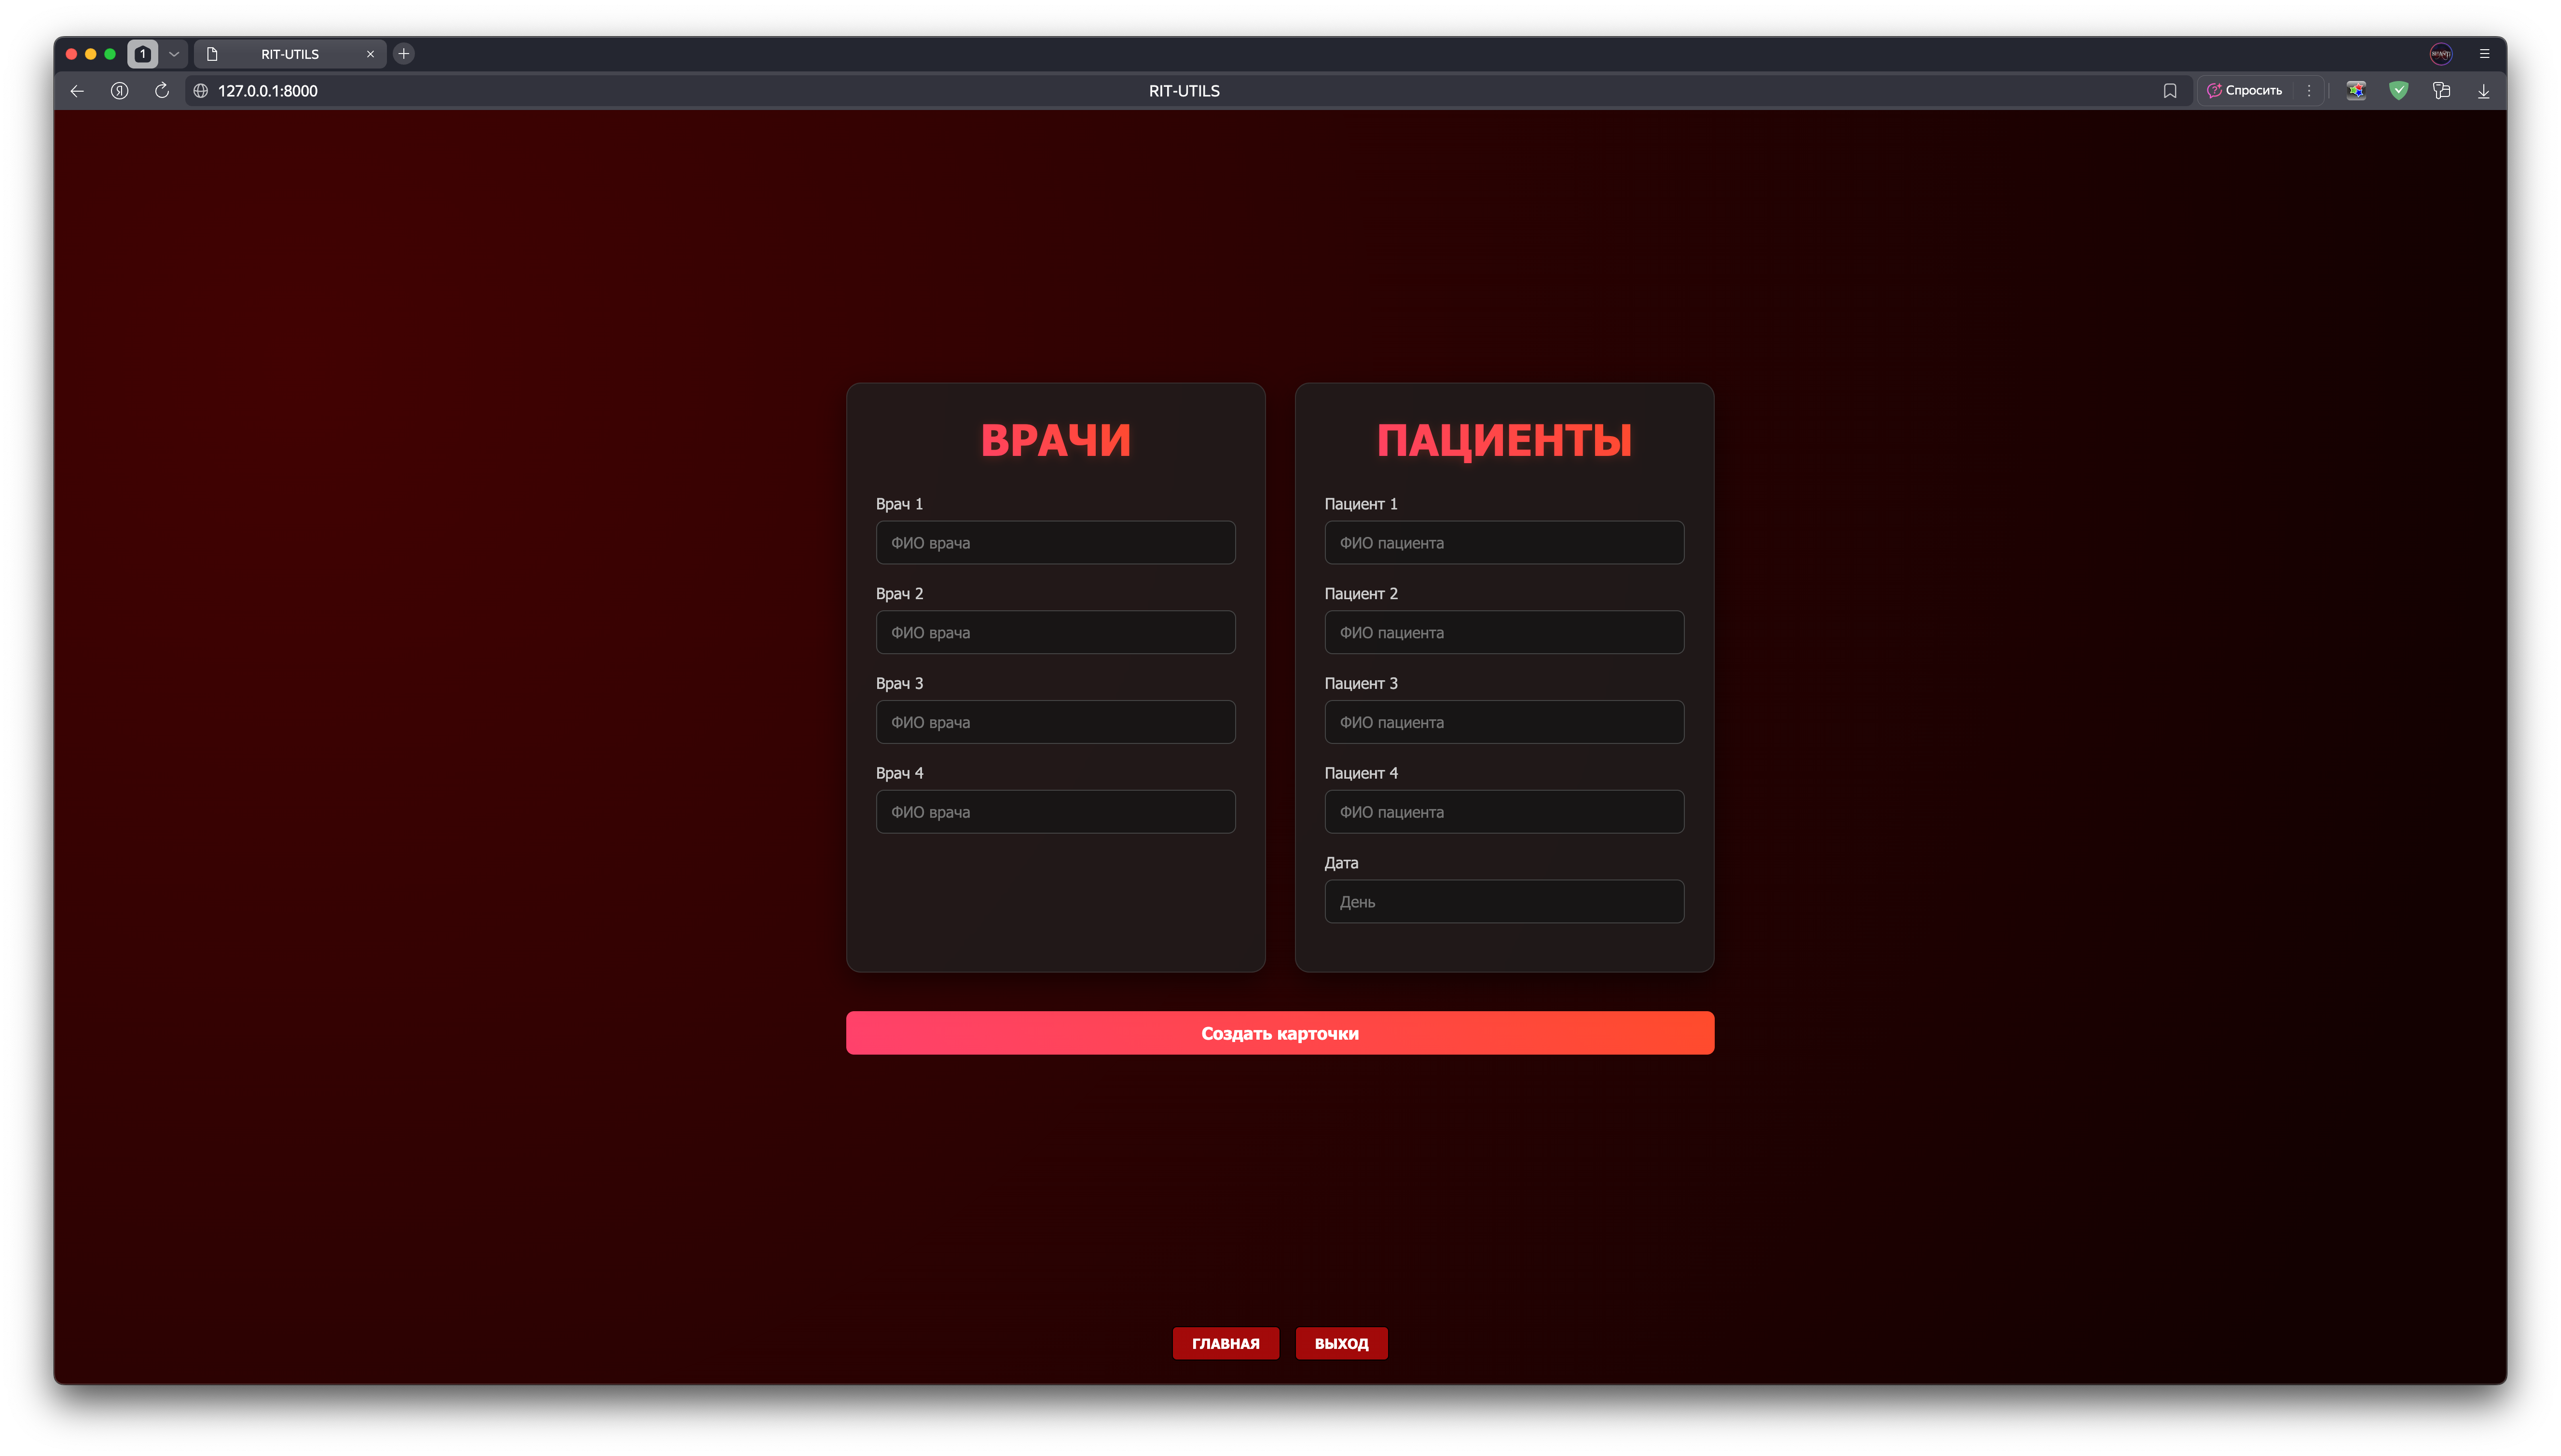 1
RIT-UTILS
127.0.0.1:8000
RIT-UTILS
Спросить
ВРАЧИ
Врач 1
ФИО врача
Врач 2
ФИО врача
Врач 3
ФИО врача
Врач 4
ФИО врача
ПАЦИЕНТЫ
Пациент 1
ФИО пациента
Пациент 2
ФИО пациента
Пациент 3
ФИО пациента
Пациент 4
ФИО пациента
Дата
День
Создать карточки
ГЛАВНАЯ
ВЫХОД